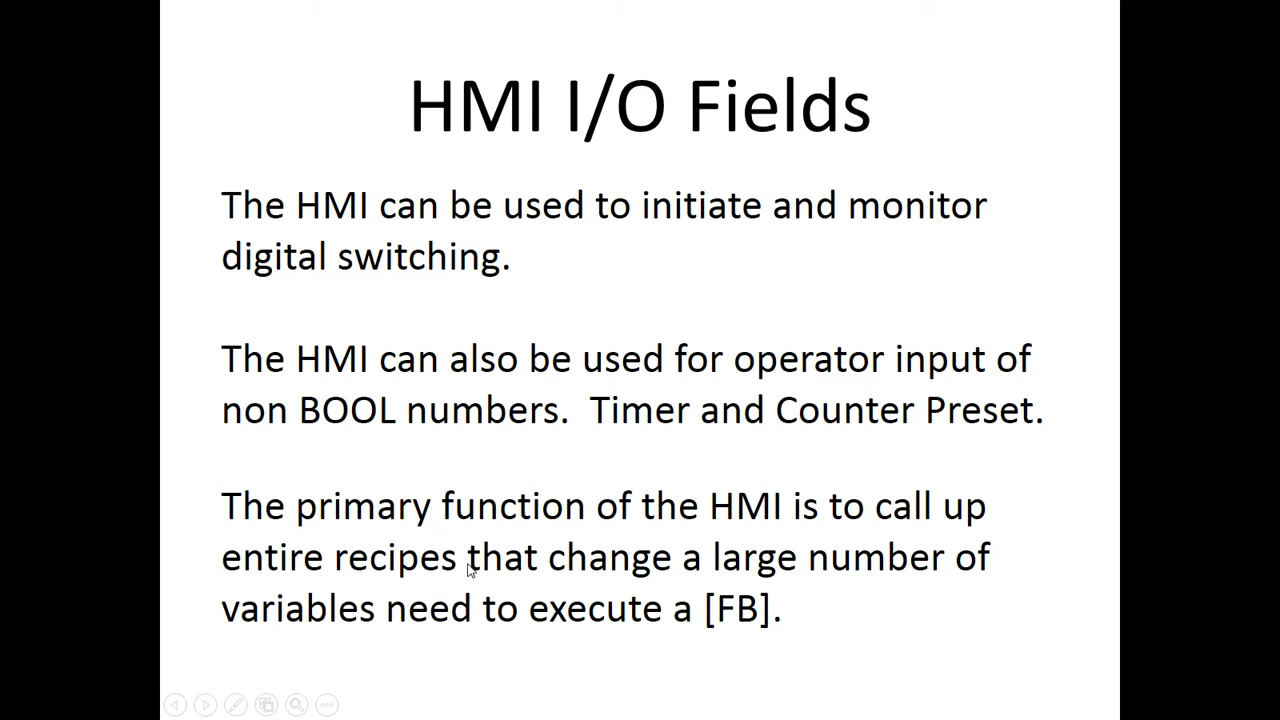 HMI I/O Fields
The HMI can be used to initiate and monitor
digital switching.
The HMI can also be used for operator input of
non BOOL numbers.  Timer and Counter Preset.
The primary function of the HMI is to call up
entire recipes that change a large number of
variables need to execute a [FB].